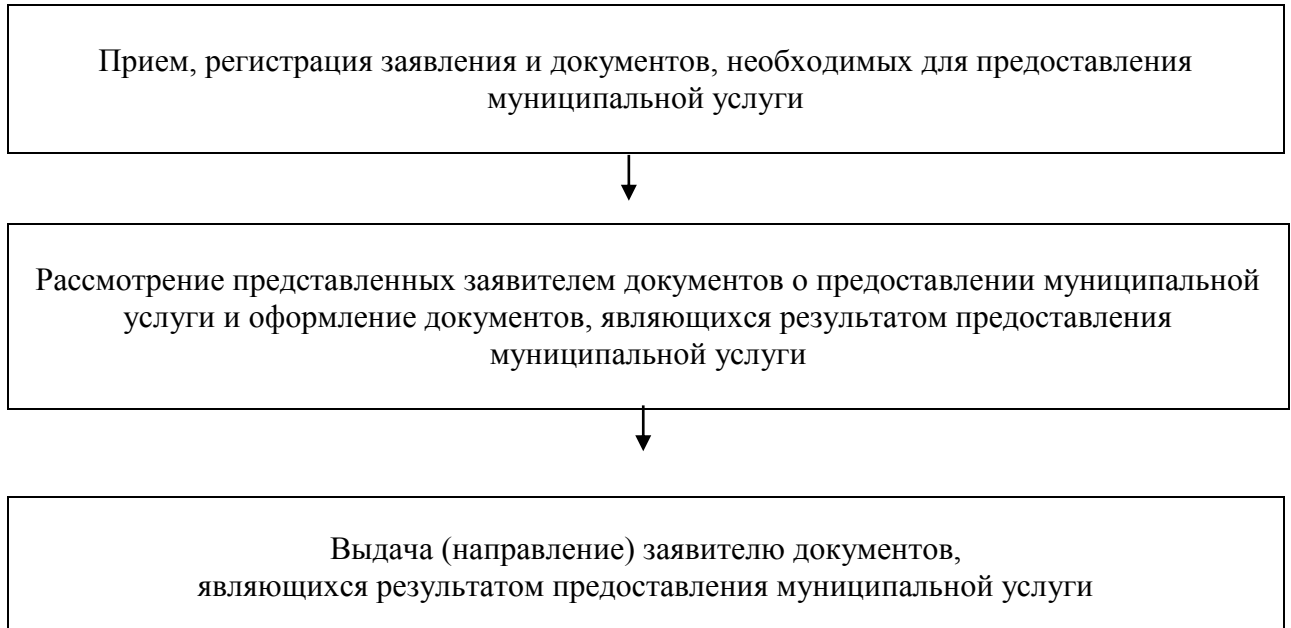 Прием, регистрация заявления и документов, необходимых для предоставления
муниципальной услуги
Рассмотрение представленных заявителем документов о предоставлении муниципальной
услуги и оформление документов, являющихся результатом предоставления
муниципальной услуги
Выдача (направление) заявителю документов,
являющихся результатом предоставления муниципальной услуги